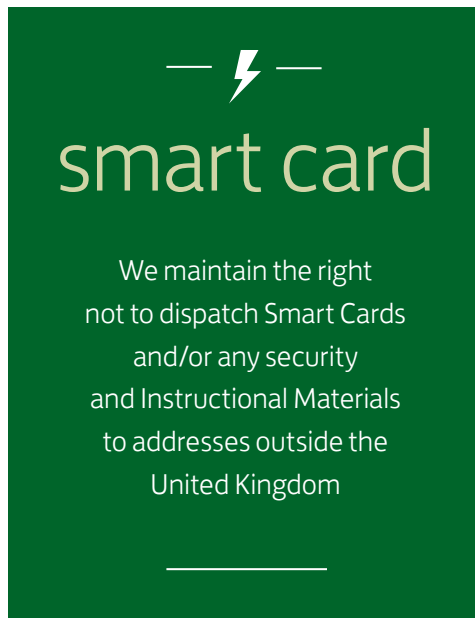 smart card
We maintain the right
not to dispatch Smart Cards
and/or any security
and Instructional Materials
to addresses outside the
United Kingdom